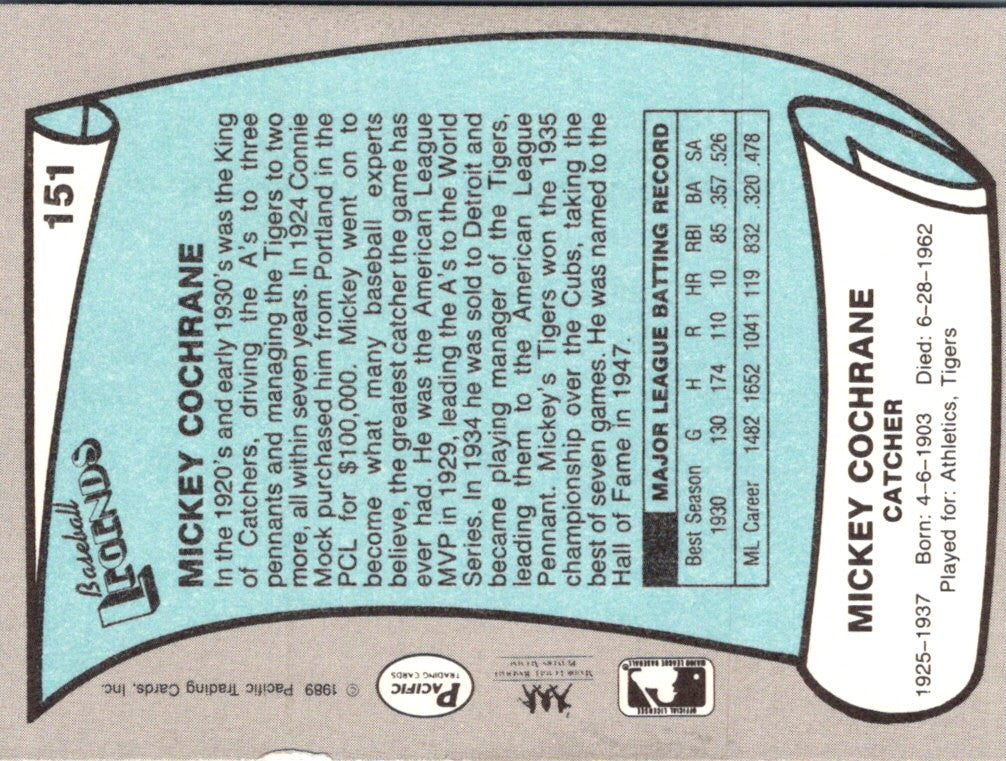 151
Baseball
LEGENDS
MICKEY COCHRANE
In the 1920's and early 1930's was the King
of Catchers, driving the A's to three
pennants and managing the Tigers to two
more, all within seven years. In 1924 Connie
Mock purchased him from Portland in the
PCL for $100,000. Mickey went on to
become what many baseball experts
believe, the greatest catcher the game has
ever had. He was the American League
MVP in 1929, leading the A's to the World
Series. In 1934 he was sold to Detroit and
became playing manager of the Tigers,
leading them to the American League
Pennant. Mickey's Tigers won the 1935
championship over the Cubs, taking the
best of seven games. He was named to the
Hall of Fame in 1947.
MAJOR LEAGUE BATTING RECORD
Best Season G H R HR RBI BA SA
1930 130 174 110 10 85 .357 .526
ML Career 1482 1652 1041 119 832 .320 .478
MICKEY COCHRANE
CATCHER
1925-1937 Born: 4-6-1903 Died: 6-28-1962
Played for: Athletics, Tigers
© 1989 Pacific Trading Cards, Inc.
PACIFIC
TRADING CARDS
MAJOR LEAGUE BASEBALL
OFFICIAL LICENSEE